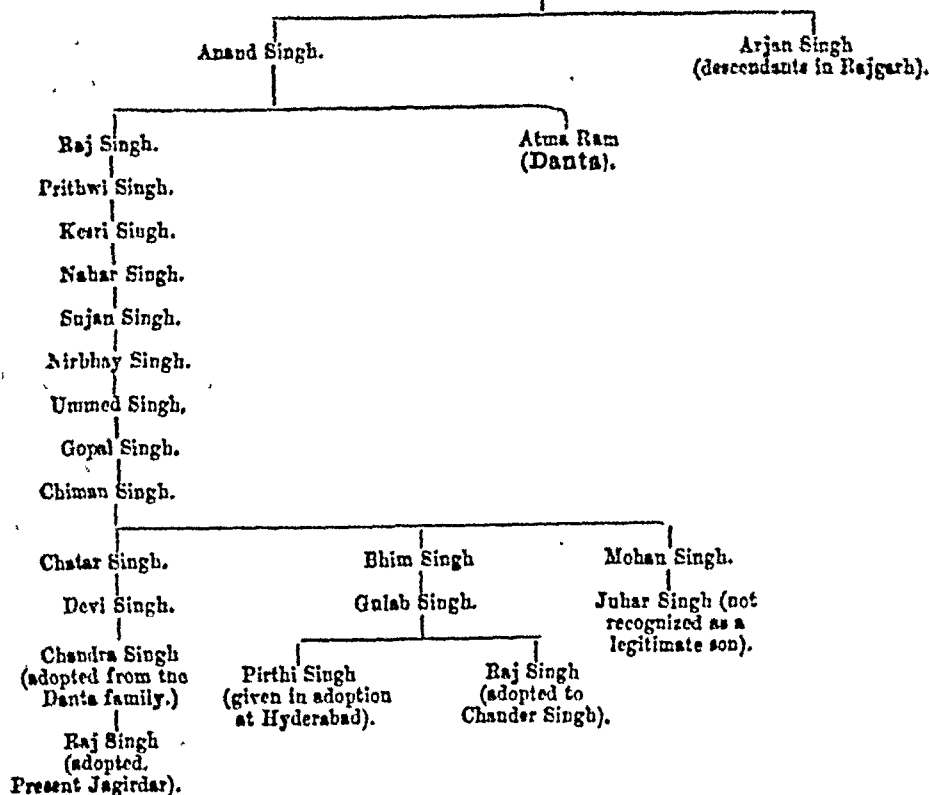 Anand Singh.
Arjan Singh
(descendants in Rajgarh).
Raj Singh.
Atma Ram
(Danta).
Prithwi Singh.
Kesri Singh.
Nahar Singh.
Sujan Singh.
Nirbhay Singh.
Ummed Singh,
Gopal Singh.
Chiman Singh.
Chatar Singh.
Bhim Singh
Mohan Singh.
Devi Singh.
Gulab Singh.
Juhar Singh (not
recognized as a
legitimate son).
Chandra Singh
(adopted from the
Danta family.)
Pirthi Singh
(given in adoption
at Hyderabad).
Raj Singh
(adopted to
Chander Singh).
Raj Singh
(adopted.
Present Jagirdar).